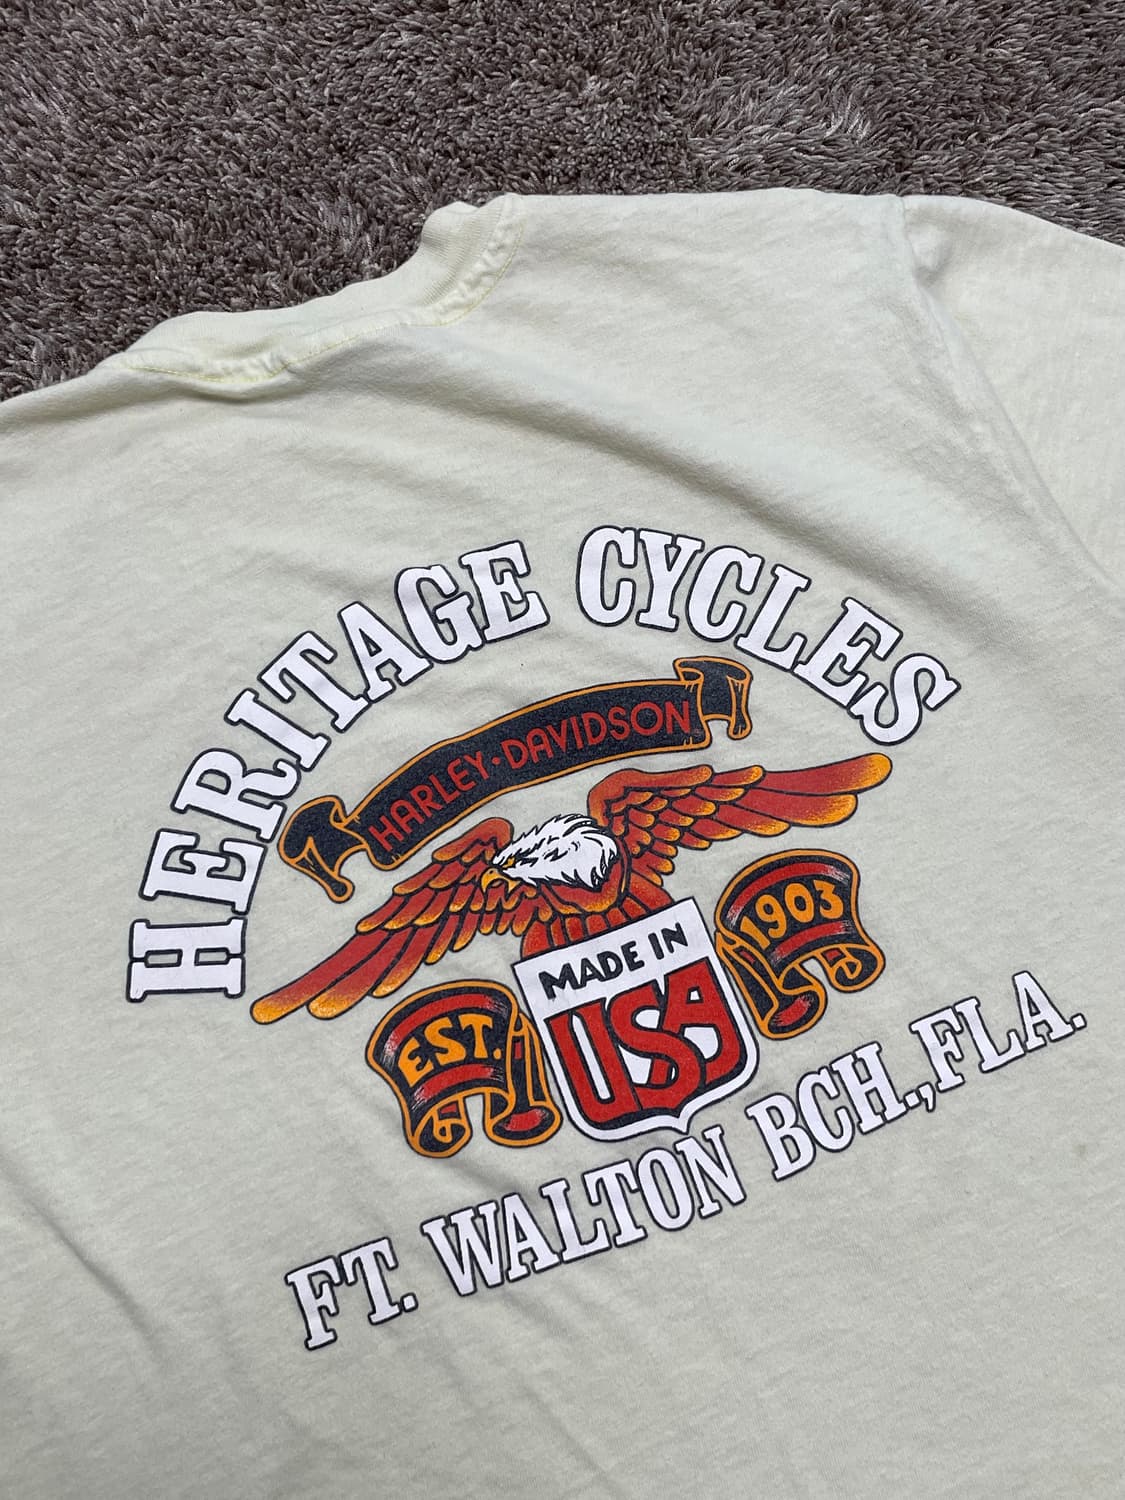 HERITAGE CYCLES
HARLEY-DAVIDSON
EST. 1903
MADE IN
USA
FT. WALTON BCH., FLA.